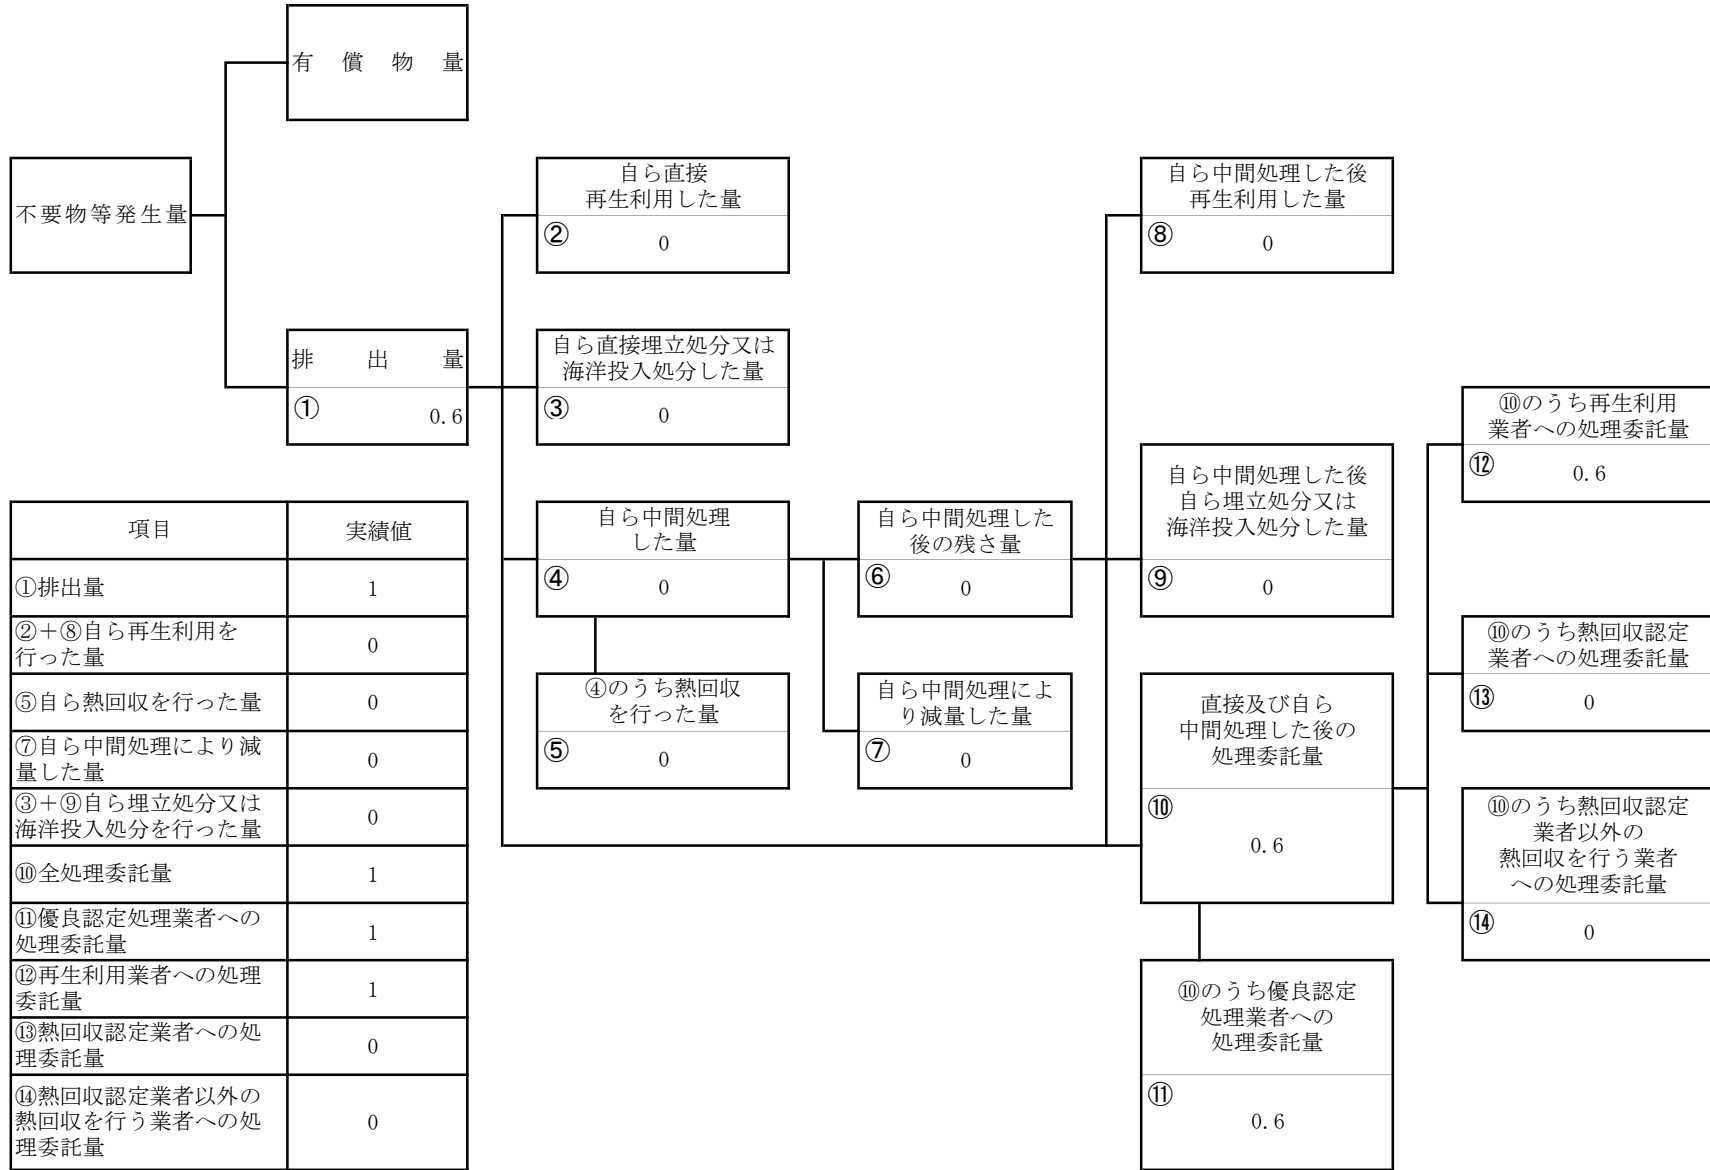 有償物量
不要物等発生量
自ら直接
再生利用した量
② 0
自ら中間処理した後
再生利用した量
⑧ 0
排出量
① 0.6
自ら直接埋立処分又は
海洋投入処分した量
③ 0
⑩のうち再生利用
業者への処理委託量
⑫ 0.6
自ら中間処理
した量
④ 0
自ら中間処理した
後の残さ量
⑥ 0
自ら中間処理した後
自ら埋立処分又は
海洋投入処分した量
⑨ 0
⑩のうち熱回収認定
業者への処理委託量
⑬ 0
④のうち熱回収
を行った量
⑤ 0
自ら中間処理によ
り減量した量
⑦ 0
直接及び自ら
中間処理した後の
処理委託量
⑩
0.6
⑩のうち熱回収認定
業者以外の
熱回収を行う業者
への処理委託量
⑭ 0
⑩のうち優良認定
処理業者への
処理委託量
⑪
0.6
項目 実績値
①排出量 1
②＋⑧自ら再生利用を
行った量 0
⑤自ら熱回収を行った量 0
⑦自ら中間処理により減
量した量 0
③＋⑨自ら埋立処分又は
海洋投入処分を行った量 0
⑩全処理委託量 1
⑪優良認定処理業者への
処理委託量 1
⑫再生利用業者への処理
委託量 1
⑬熱回収認定業者への処
理委託量 0
⑭熱回収認定業者以外の
熱回収を行う業者への処
理委託量 0